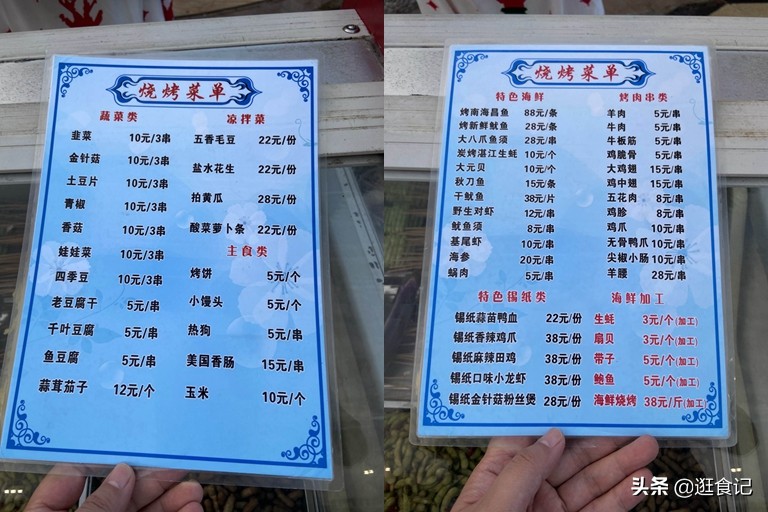 烧烤菜单
蔬菜类
韭菜 10元/3串
金针菇 10元/3串
土豆片 10元/3串
青椒 10元/3串
香菇 10元/3串
娃娃菜 10元/3串
四季豆 10元/3串
老豆腐干 5元/串
千叶豆腐 5元/串
鱼豆腐 5元/串
蒜茸茄子 12元/个
凉拌菜
五香毛豆 22元/份
盐水花生 22元/份
拍黄瓜 28元/份
酸菜萝卜条 22元/份
主食类
烤饼 5元/个
小馒头 5元/个
热狗 5元/串
美国香肠 15元/串
玉米 10元/个
烧烤菜单
特色海鲜
烤南海昌鱼 88元/条
烤新鲜鱿鱼 28元/条
大八爪鱼须 28元/串
炭烤湛江生蚝 10元/个
大元贝 10元/个
秋刀鱼 15元/条
干鱿鱼 38元/片
野生对虾 12元/串
鱿鱼须 8元/串
基尾虾 10元/串
海参 20元/串
蜗肉 5元/串
烤肉串类
羊肉 5元/串
牛肉 5元/串
牛板筋 5元/串
鸡脆骨 5元/串
大鸡翅 15元/串
鸡中翅 15元/串
五花肉 8元/串
鸡胗 8元/串
鸡爪 10元/串
无骨鸭爪 10元/串
尖椒小肠 10元/串
羊腰 28元/串
特色锡纸类
锡纸蒜苗鸭血 22元/份
锡纸香辣鸡爪 38元/份
锡纸麻辣田鸡 38元/份
锡纸口味小龙虾 38元/份
锡纸金针菇粉丝煲 28元/份
海鲜加工
生蚝 3元/个(加工)
扇贝 3元/个(加工)
带子 5元/个(加工)
鲍鱼 5元/个(加工)
海鲜烧烤 38元/斤(加工)
头条 @逛食记